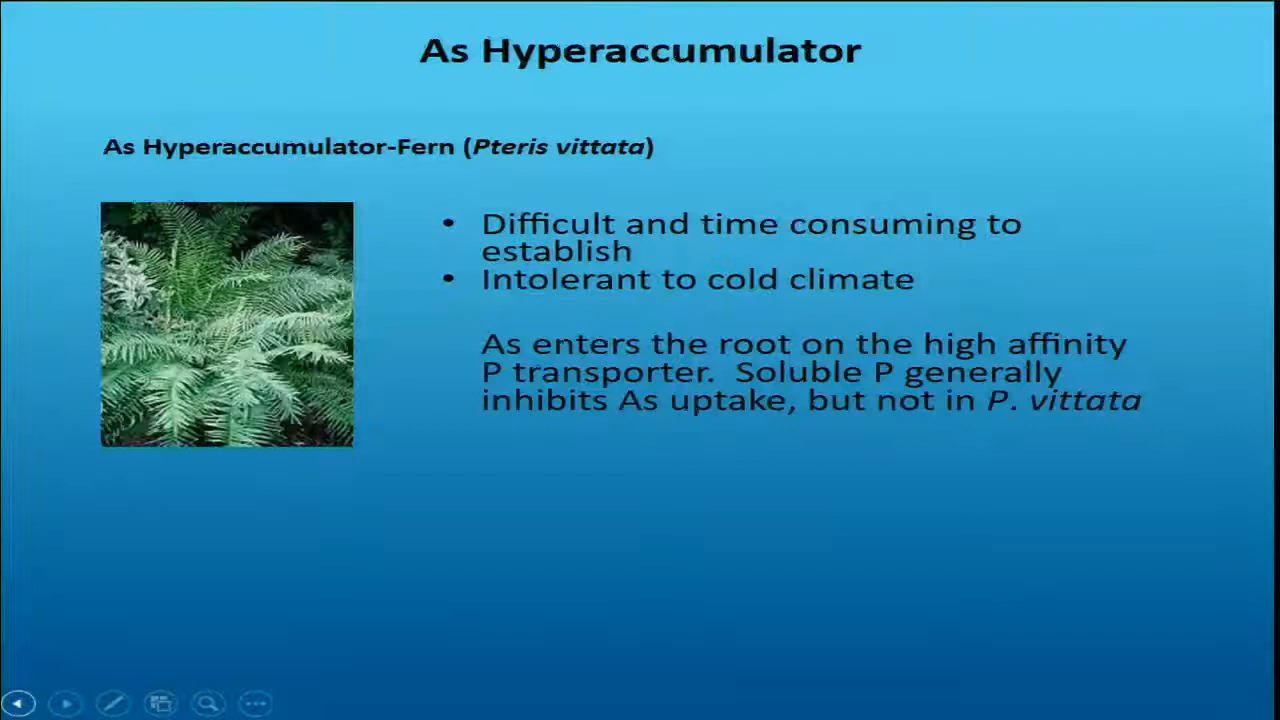 As Hyperaccumulator
As Hyperaccumulator-Fern (Pteris vittata)
• Difficult and time consuming to
establish
• Intolerant to cold climate
As enters the root on the high affinity
P transporter. Soluble P generally
inhibits As uptake, but not in P. vittata